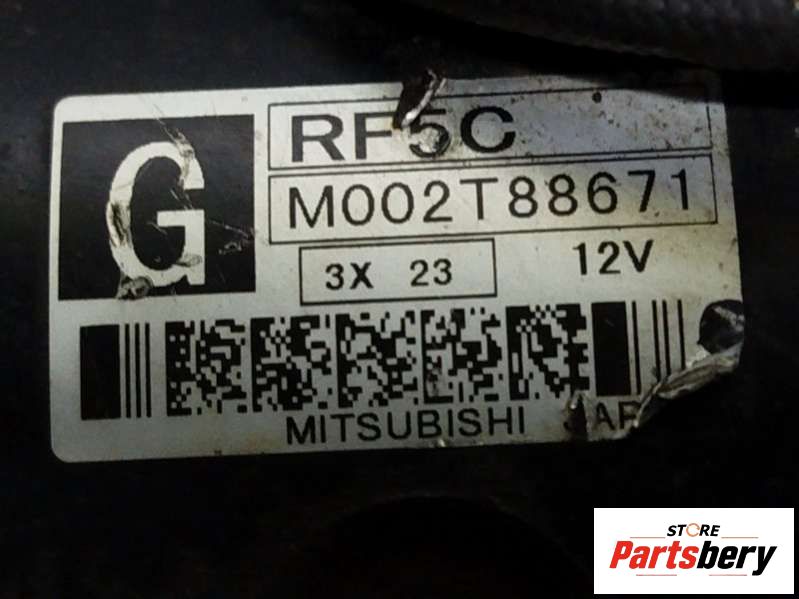 G
RF5C
M002T88671
3X 23
12V
MITSUBISHI
STORE
Partsbery